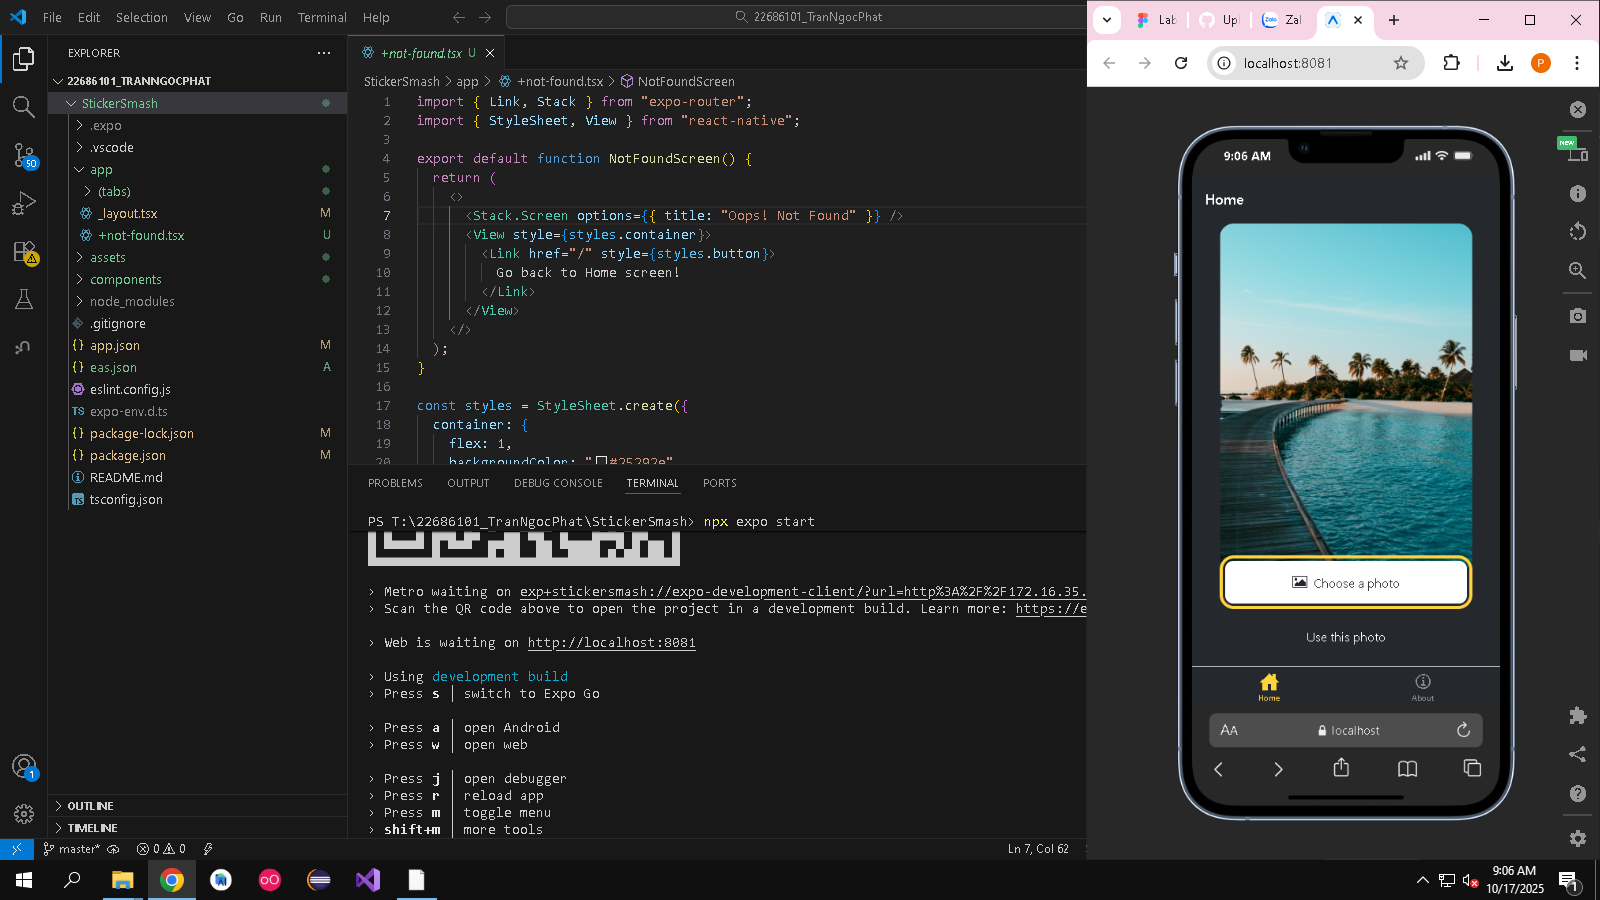 File Edit Selection View Go Run Terminal Help
22686101_TranNgocPhat
EXPLORER
22686101_TRANNGOCPHAT
StickerSmash
.expo
.vscode
app
(tabs)
_layout.tsx M
+not-found.tsx U
assets
components
node_modules
.gitignore
app.json M
eas.json A
eslint.config.js
TS expo-env.d.ts
package-lock.json M
package.json M
README.md
tsconfig.json
OUTLINE
TIMELINE
50
1
+not-found.tsx U
StickerSmash > app > +not-found.tsx > NotFoundScreen
1 import { Link, Stack } from "expo-router";
2 import { StyleSheet, View } from "react-native";
3
4 export default function NotFoundScreen() {
5 return (
6 <>
7 <Stack.Screen options={{ title: "Oops! Not Found" }} />
8 <View style={styles.container}>
9 <Link href="/" style={styles.button}>
10 Go back to Home screen!
11 </Link>
12 </View>
13 </>
14 );
15 }
16
17 const styles = StyleSheet.create({
18 container: {
19 flex: 1,
20 backgroundColor: "#25292e",
PROBLEMS OUTPUT DEBUG CONSOLE TERMINAL PORTS
PS T:\22686101_TranNgocPhat\StickerSmash> npx expo start
› Metro waiting on exp+stickersmash://expo-development-client/?url=http%3A%2F%2F172.16.35.
› Scan the QR code above to open the project in a development build. Learn more: https://e
› Web is waiting on http://localhost:8081
› Using development build
› Press s │ switch to Expo Go
› Press a │ open Android
› Press w │ open web
› Press j │ open debugger
› Press r │ reload app
› Press m │ toggle menu
› shift+m │ more tools
master* 0 0
Ln 7, Col 62
Lab Upl Zalo Zal
localhost:8081
P
New
9:06 AM
Home
Choose a photo
Use this photo
Home About
AA localhost
9:06 AM
10/17/2025
1